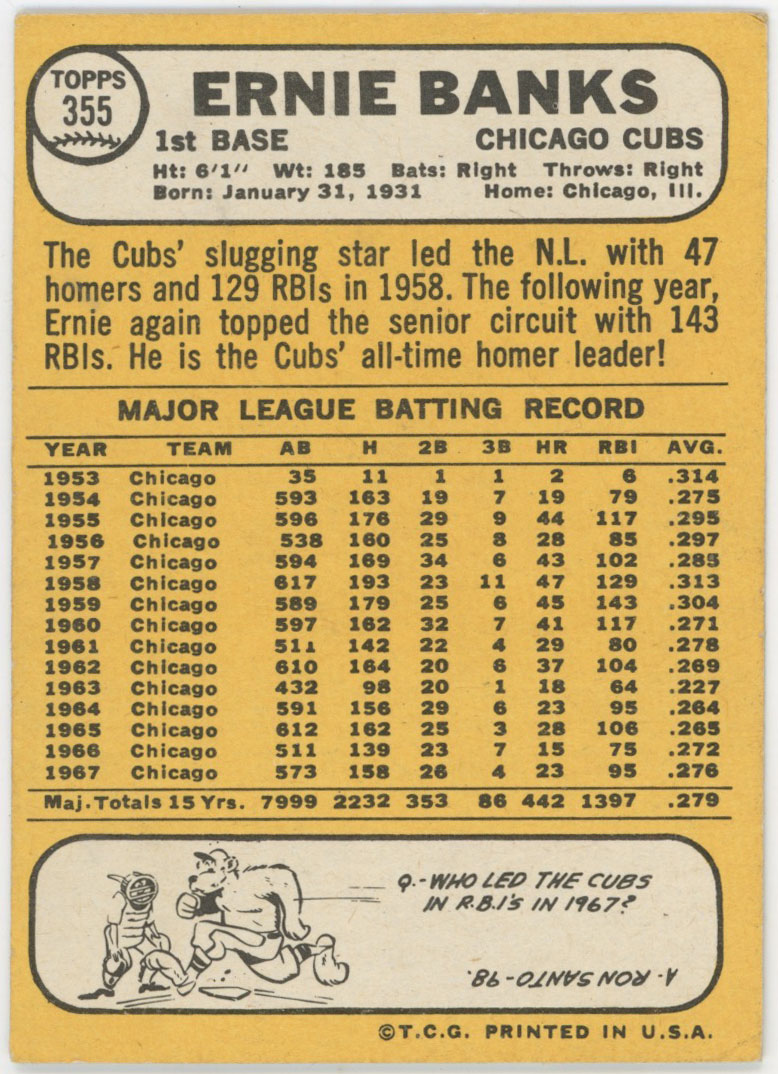 TOPPS
355
ERNIE BANKS
1st BASE CHICAGO CUBS
Ht: 6'1" Wt: 185 Bats: Right Throws: Right
Born: January 31, 1931 Home: Chicago, Ill.
The Cubs' slugging star led the N.L. with 47
homers and 129 RBIs in 1958. The following year,
Ernie again topped the senior circuit with 143
RBIs. He is the Cubs' all-time homer leader!
MAJOR LEAGUE BATTING RECORD
YEAR TEAM AB H 2B 3B HR RBI AVG.
1953 Chicago 35 11 1 1 2 6 .314
1954 Chicago 593 163 19 7 19 79 .275
1955 Chicago 596 176 29 9 44 117 .295
1956 Chicago 538 160 25 8 28 85 .297
1957 Chicago 594 169 34 6 43 102 .285
1958 Chicago 617 193 23 11 47 129 .313
1959 Chicago 589 179 25 6 45 143 .304
1960 Chicago 597 162 32 7 41 117 .271
1961 Chicago 511 142 22 4 29 80 .278
1962 Chicago 610 164 20 6 37 104 .269
1963 Chicago 432 98 20 1 18 64 .227
1964 Chicago 591 156 29 6 23 95 .264
1965 Chicago 612 162 25 3 28 106 .265
1966 Chicago 511 139 23 7 15 75 .272
1967 Chicago 573 158 26 4 23 95 .276
Maj. Totals 15 Yrs. 7999 2232 353 86 442 1397 .279
Q.- WHO LED THE CUBS
IN R.B.I'S IN 1967?
A- RON SANTO-98.
©T.C.G. PRINTED IN U.S.A.